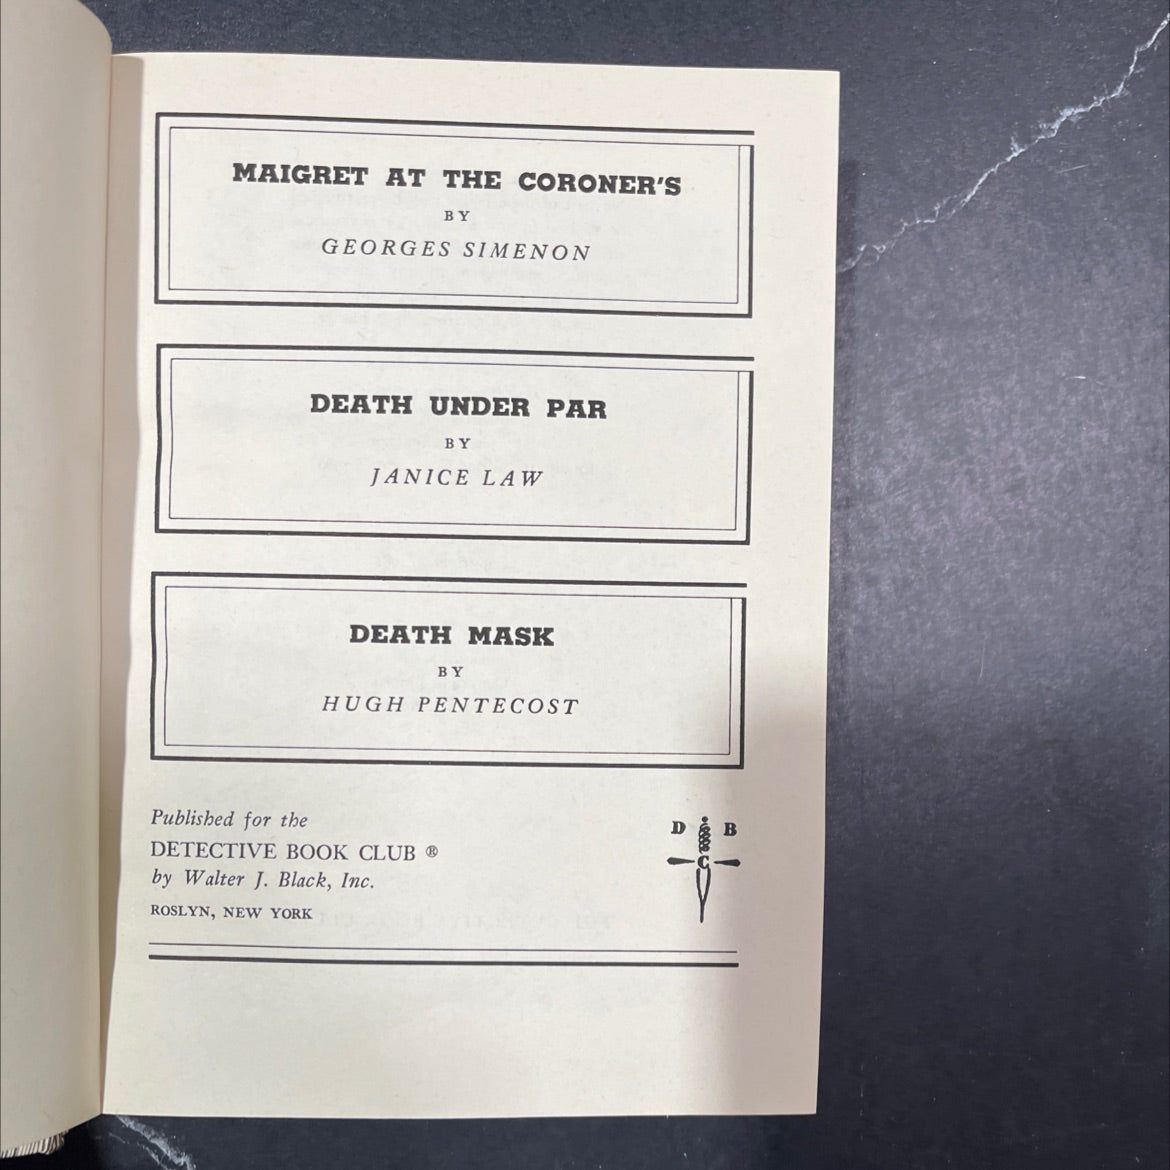 MAIGRET AT THE CORONER'S
BY
GEORGES SIMENON
DEATH UNDER PAR
BY
JANICE LAW
DEATH MASK
BY
HUGH PENTECOST
Published for the
DETECTIVE BOOK CLUB ®
by Walter J. Black, Inc.
ROSLYN, NEW YORK
D B
C